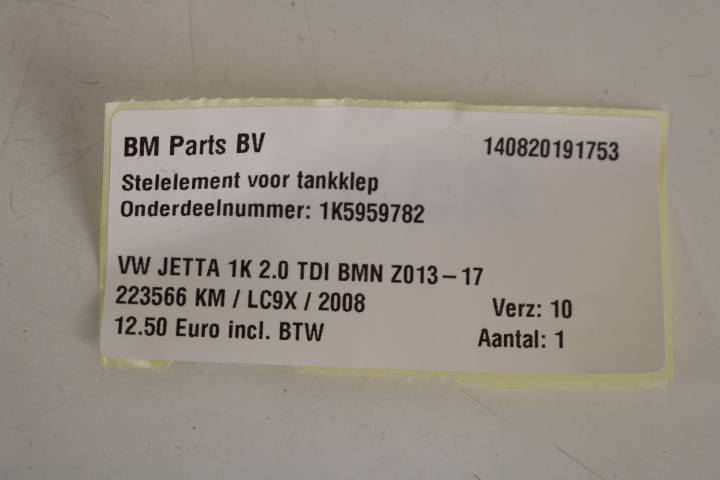 BM Parts BV 140820191753
Stelelement voor tankklep
Onderdeelnummer: 1K5959782
VW JETTA 1K 2.0 TDI BMN Z013-17
223566 KM / LC9X / 2008 Verz: 10
12.50 Euro incl. BTW Aantal: 1